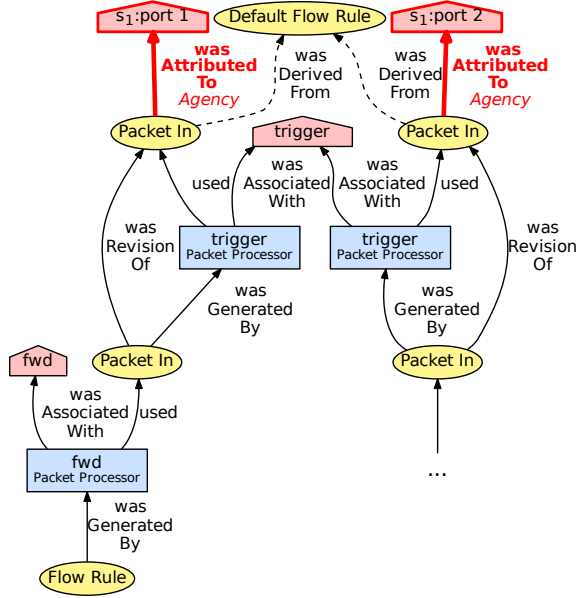 s1:port 1
Default Flow Rule
s1:port 2
was
Attributed
To
Agency
was
Derived
From
was
Derived
From
was
Attributed
To
Agency
Packet In
trigger
Packet In
used
was
Associated
With
was
Associated
With
used
was
Revision
Of
trigger
Packet Processor
trigger
Packet Processor
was
Revision
Of
was
Generated
By
was
Generated
By
fwd
Packet In
Packet In
was
Associated
With
used
fwd
Packet Processor
...
was
Generated
By
Flow Rule